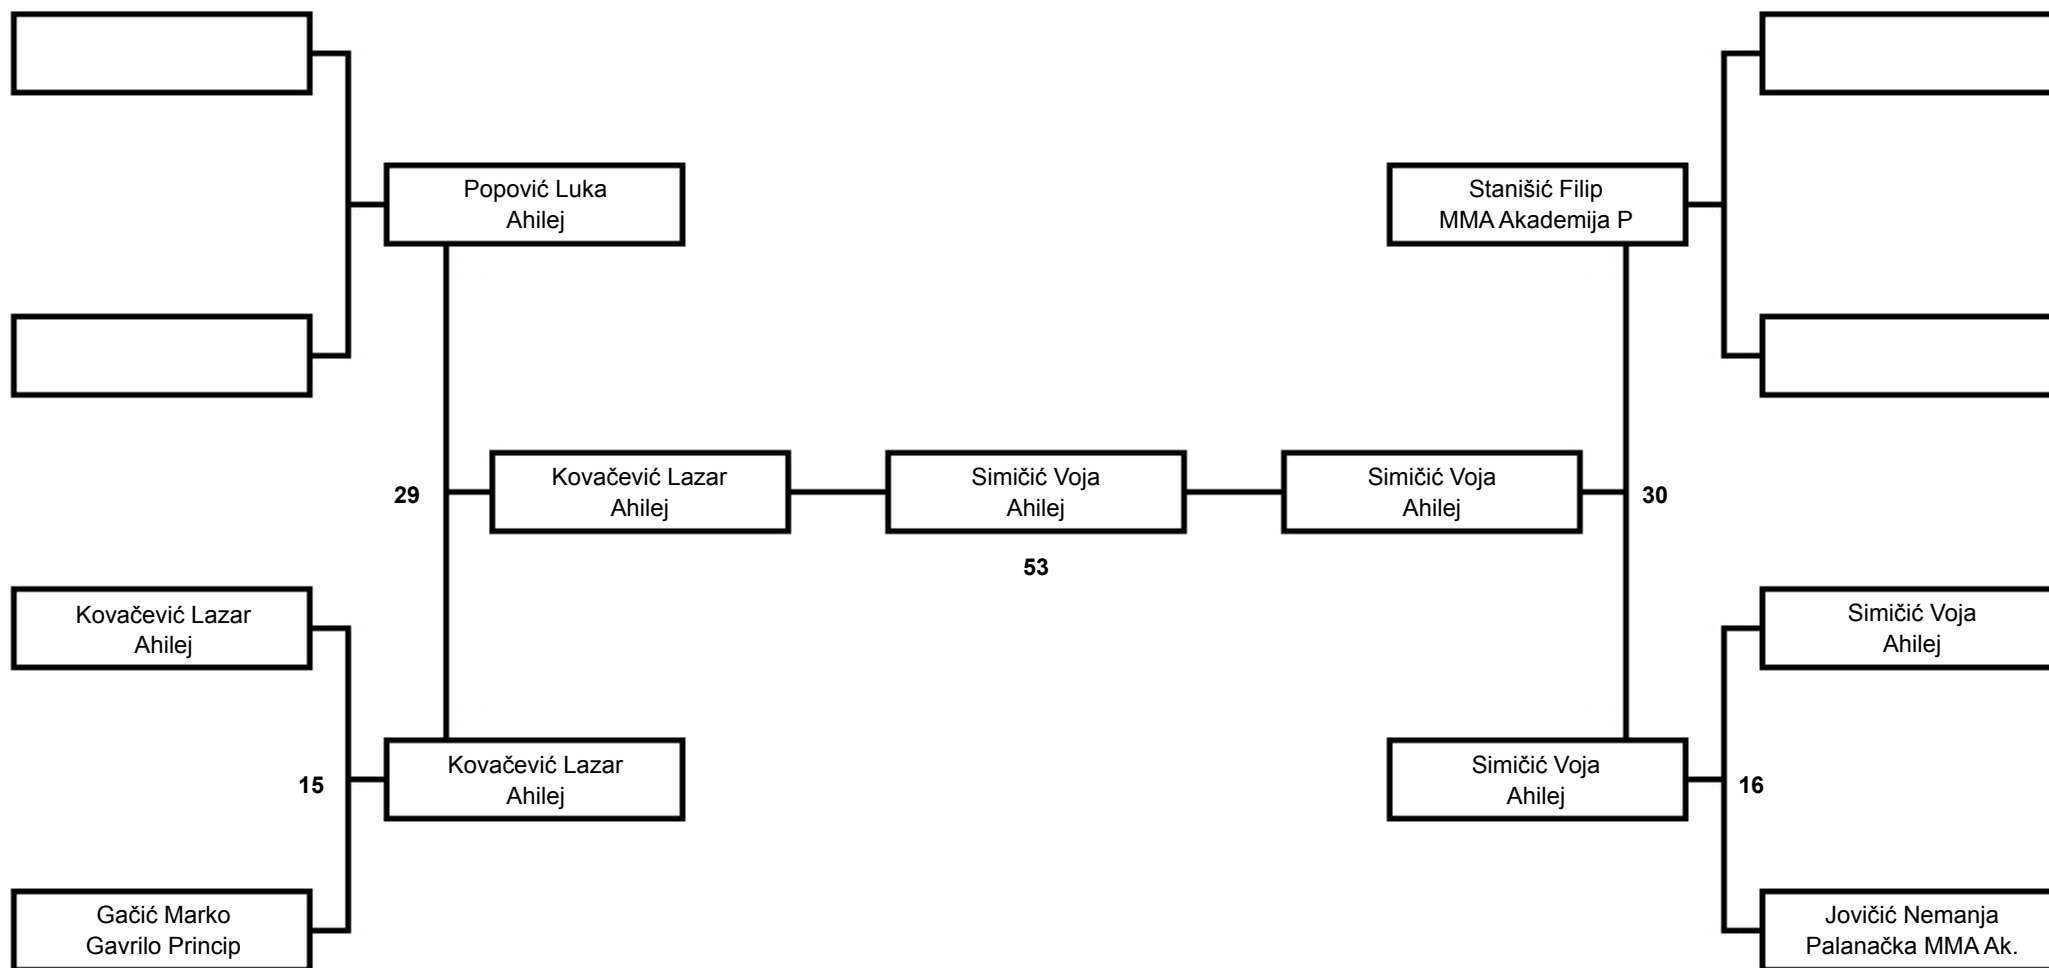 Popović Luka
Ahilej
Stanišić Filip
MMA Akademija P
29
Kovačević Lazar
Ahilej
Simičić Voja
Ahilej
Simičić Voja
Ahilej
30
53
Kovačević Lazar
Ahilej
Simičić Voja
Ahilej
15
Kovačević Lazar
Ahilej
Simičić Voja
Ahilej
16
Gačić Marko
Gavrilo Princip
Jovičić Nemanja
Palanačka MMA Ak.